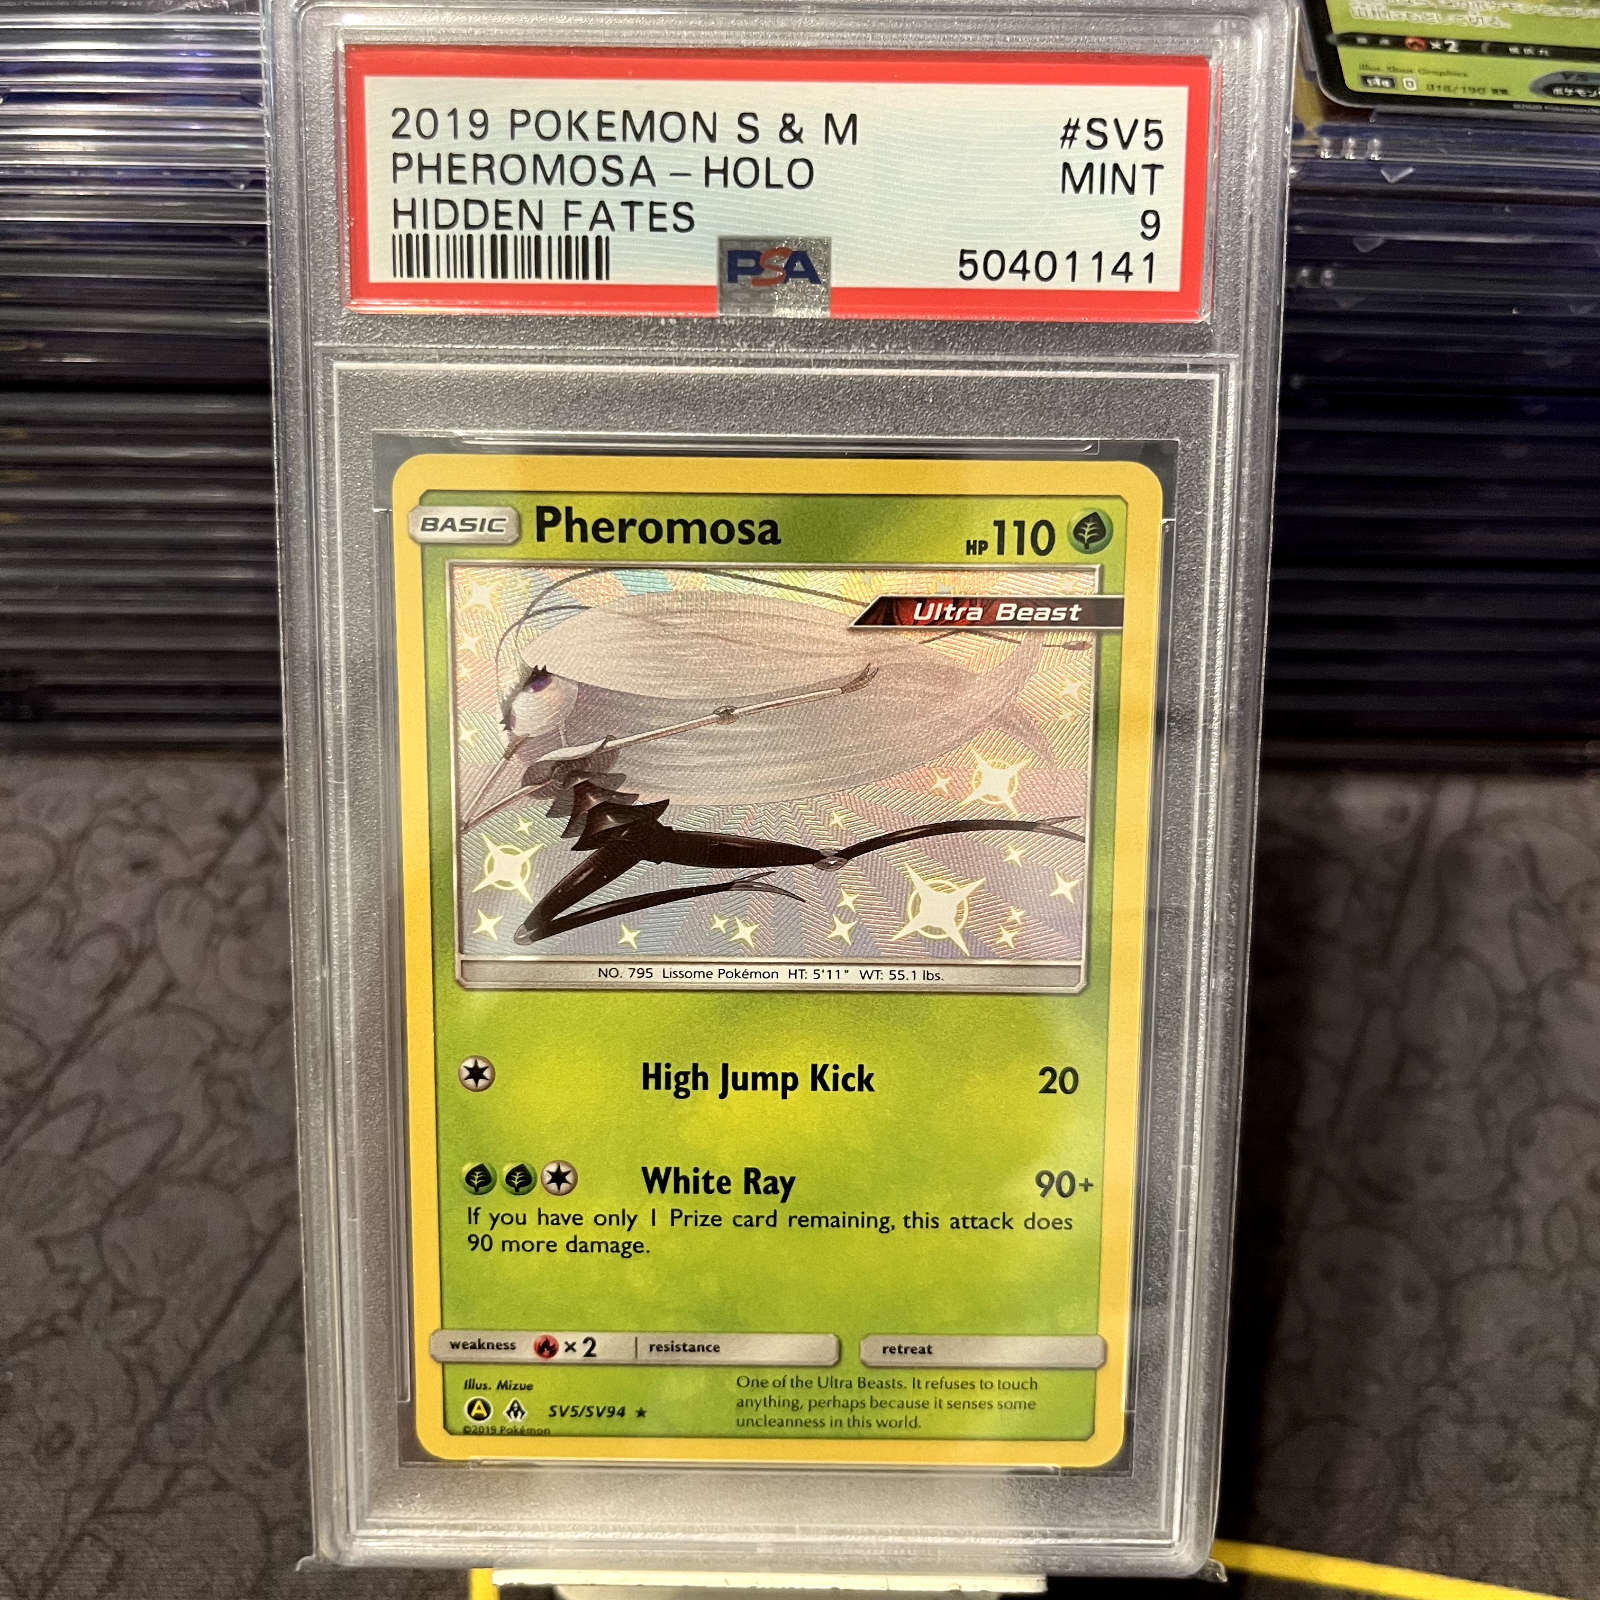 2019 POKEMON S & M #SV5
PHEROMOSA - HOLO MINT
HIDDEN FATES 9
PSA 50401141
BASIC Pheromosa HP 110
Ultra Beast
NO. 795 Lissome Pokémon HT: 5'11" WT: 55.1 lbs.
High Jump Kick 20
White Ray 90+
If you have only 1 Prize card remaining, this attack does
90 more damage.
weakness ×2 resistance retreat
Illus. Mizue
One of the Ultra Beasts. It refuses to touch
anything, perhaps because it senses some
uncleanness in this world.
A SV5/SV94
©2019 Pokémon
×2